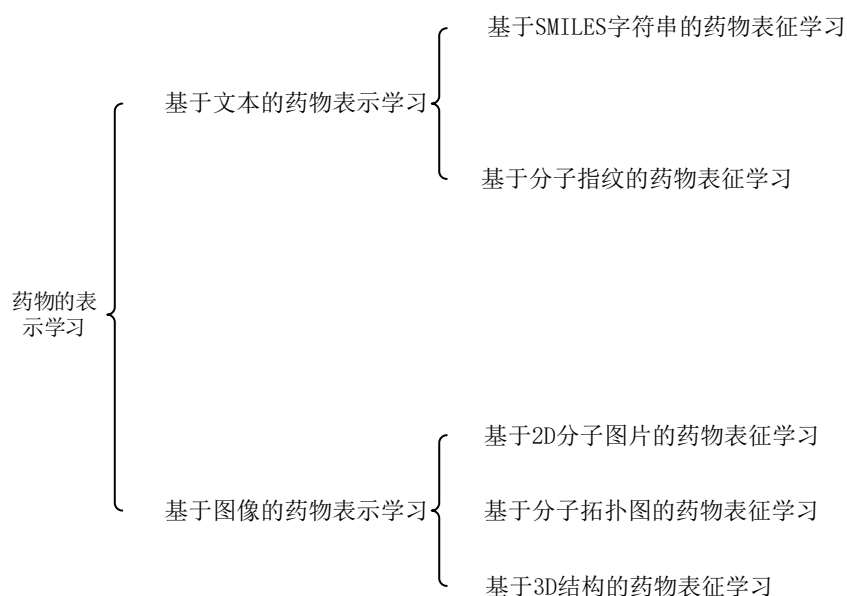 基于SMILES字符串的药物表征学习
基于文本的药物表示学习
基于分子指纹的药物表征学习
药物的表
示学习
基于2D分子图片的药物表征学习
基于图像的药物表示学习
基于分子拓扑图的药物表征学习
基于3D结构的药物表征学习